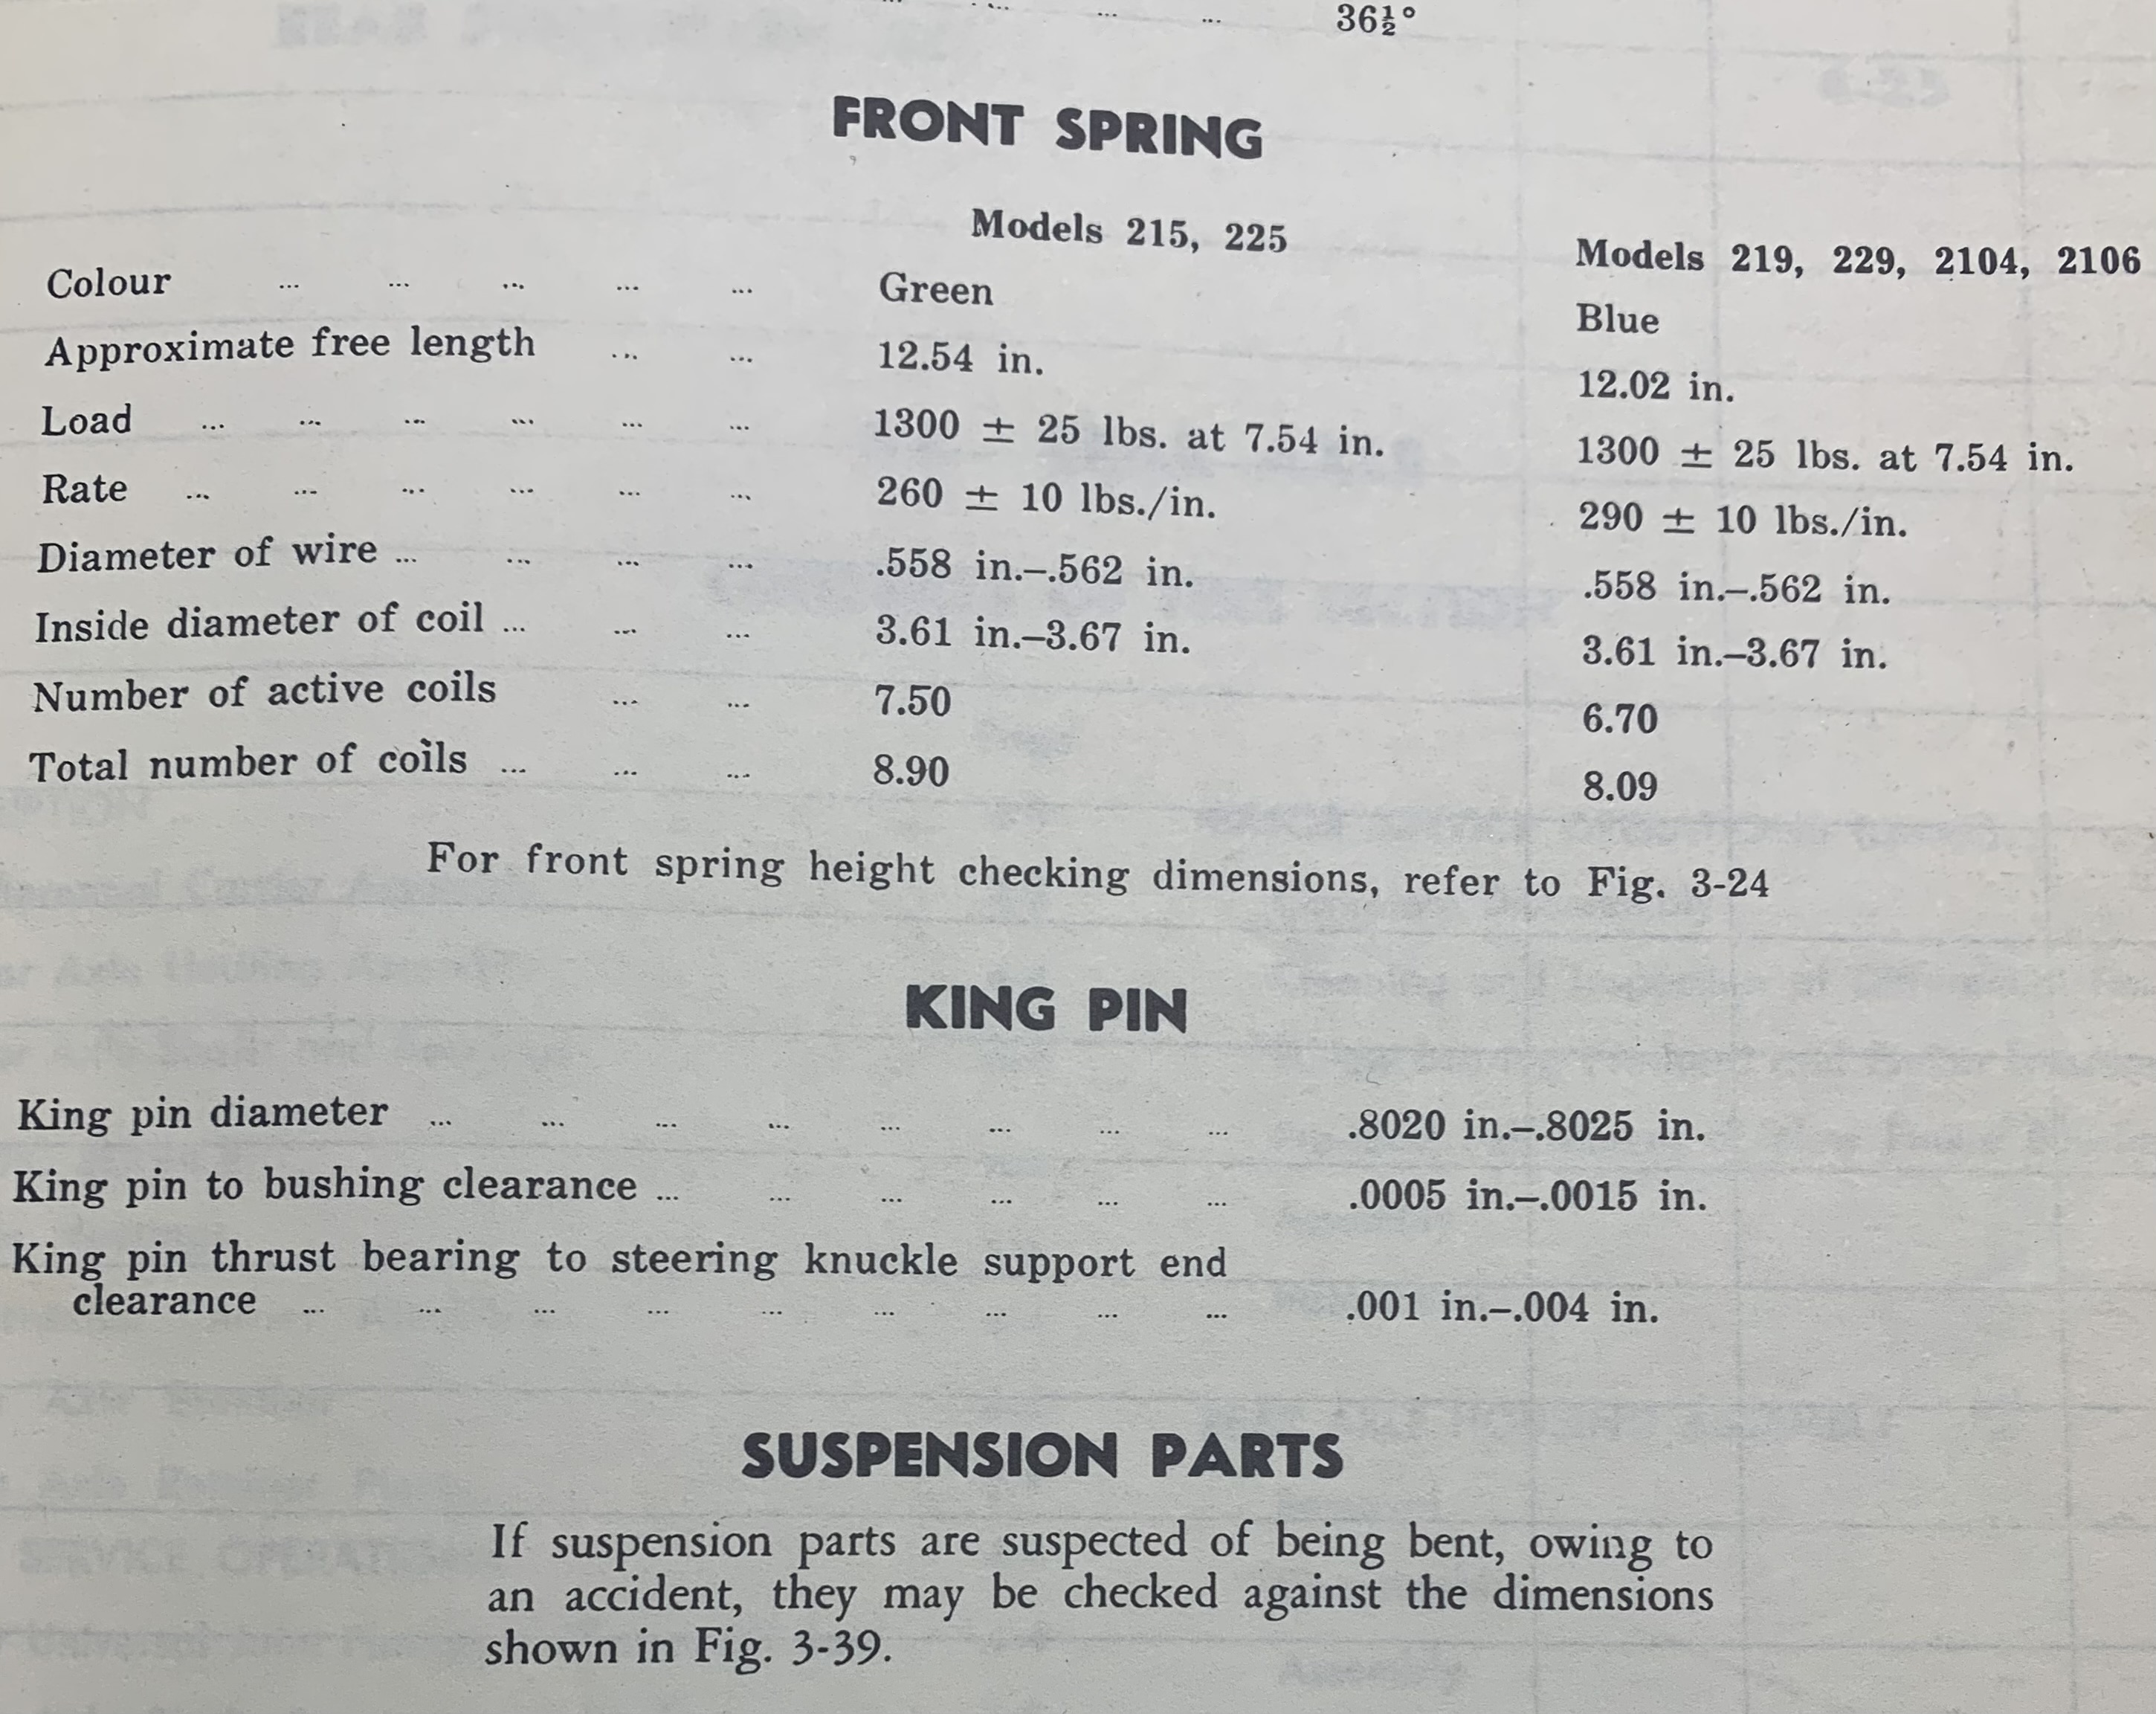 36½°
FRONT SPRING
Models 215, 225 Models 219, 229, 2104, 2106
Colour ... ... ... ... ... Green Blue
Approximate free length ... ... 12.54 in. 12.02 in.
Load ... ... ... ... ... ... 1300 ± 25 lbs. at 7.54 in. 1300 ± 25 lbs. at 7.54 in.
Rate ... ... ... ... ... ... 260 ± 10 lbs./in. 290 ± 10 lbs./in.
Diameter of wire ... ... ... ... .558 in.–.562 in. .558 in.–.562 in.
Inside diameter of coil ... ... ... 3.61 in.–3.67 in. 3.61 in.–3.67 in.
Number of active coils ... ... 7.50 6.70
Total number of coils ... ... ... 8.90 8.09
For front spring height checking dimensions, refer to Fig. 3-24
KING PIN
King pin diameter ... ... ... ... ... ... ... ... .8020 in.–.8025 in.
King pin to bushing clearance ... ... ... ... ... ... .0005 in.–.0015 in.
King pin thrust bearing to steering knuckle support end
clearance ... ... ... ... ... ... ... ... ... .001 in.–.004 in.
SUSPENSION PARTS
If suspension parts are suspected of being bent, owing to
an accident, they may be checked against the dimensions
shown in Fig. 3-39.